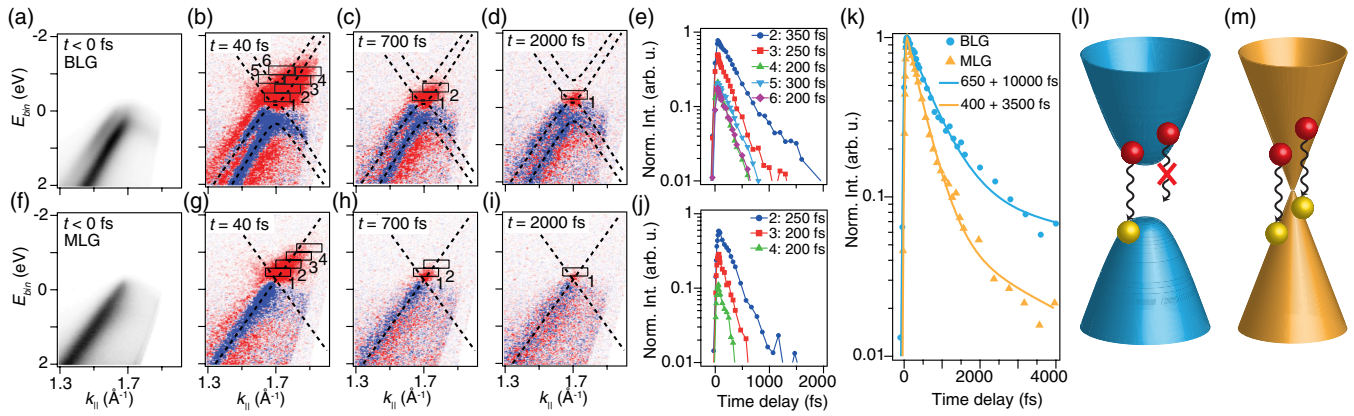 (a)
t < 0 fs
BLG
-2
0
2
E_bin (eV)
(b)
t = 40 fs
6
5
4
3
2
1
(c)
t = 700 fs
2
1
(d)
t = 2000 fs
1
(e)
Norm. Int. (arb. u.)
1
0.1
0.01
2: 350 fs
3: 250 fs
4: 200 fs
5: 300 fs
6: 200 fs
(f)
t < 0 fs
MLG
-2
0
2
E_bin (eV)
1.3
1.7
k_|| (Å⁻¹)
(g)
t = 40 fs
4
3
2
1
1.3
1.7
k_|| (Å⁻¹)
(h)
t = 700 fs
2
1
1.3
1.7
k_|| (Å⁻¹)
(i)
t = 2000 fs
1
1.3
1.7
k_|| (Å⁻¹)
(j)
Norm. Int. (arb. u.)
1
0.1
0.01
2: 250 fs
3: 200 fs
4: 200 fs
0
1000
2000
Time delay (fs)
(k)
Norm. Int. (arb. u.)
1
0.1
0.01
BLG
MLG
650 + 10000 fs
400 + 3500 fs
0
2000
4000
Time delay (fs)
(l)
(m)